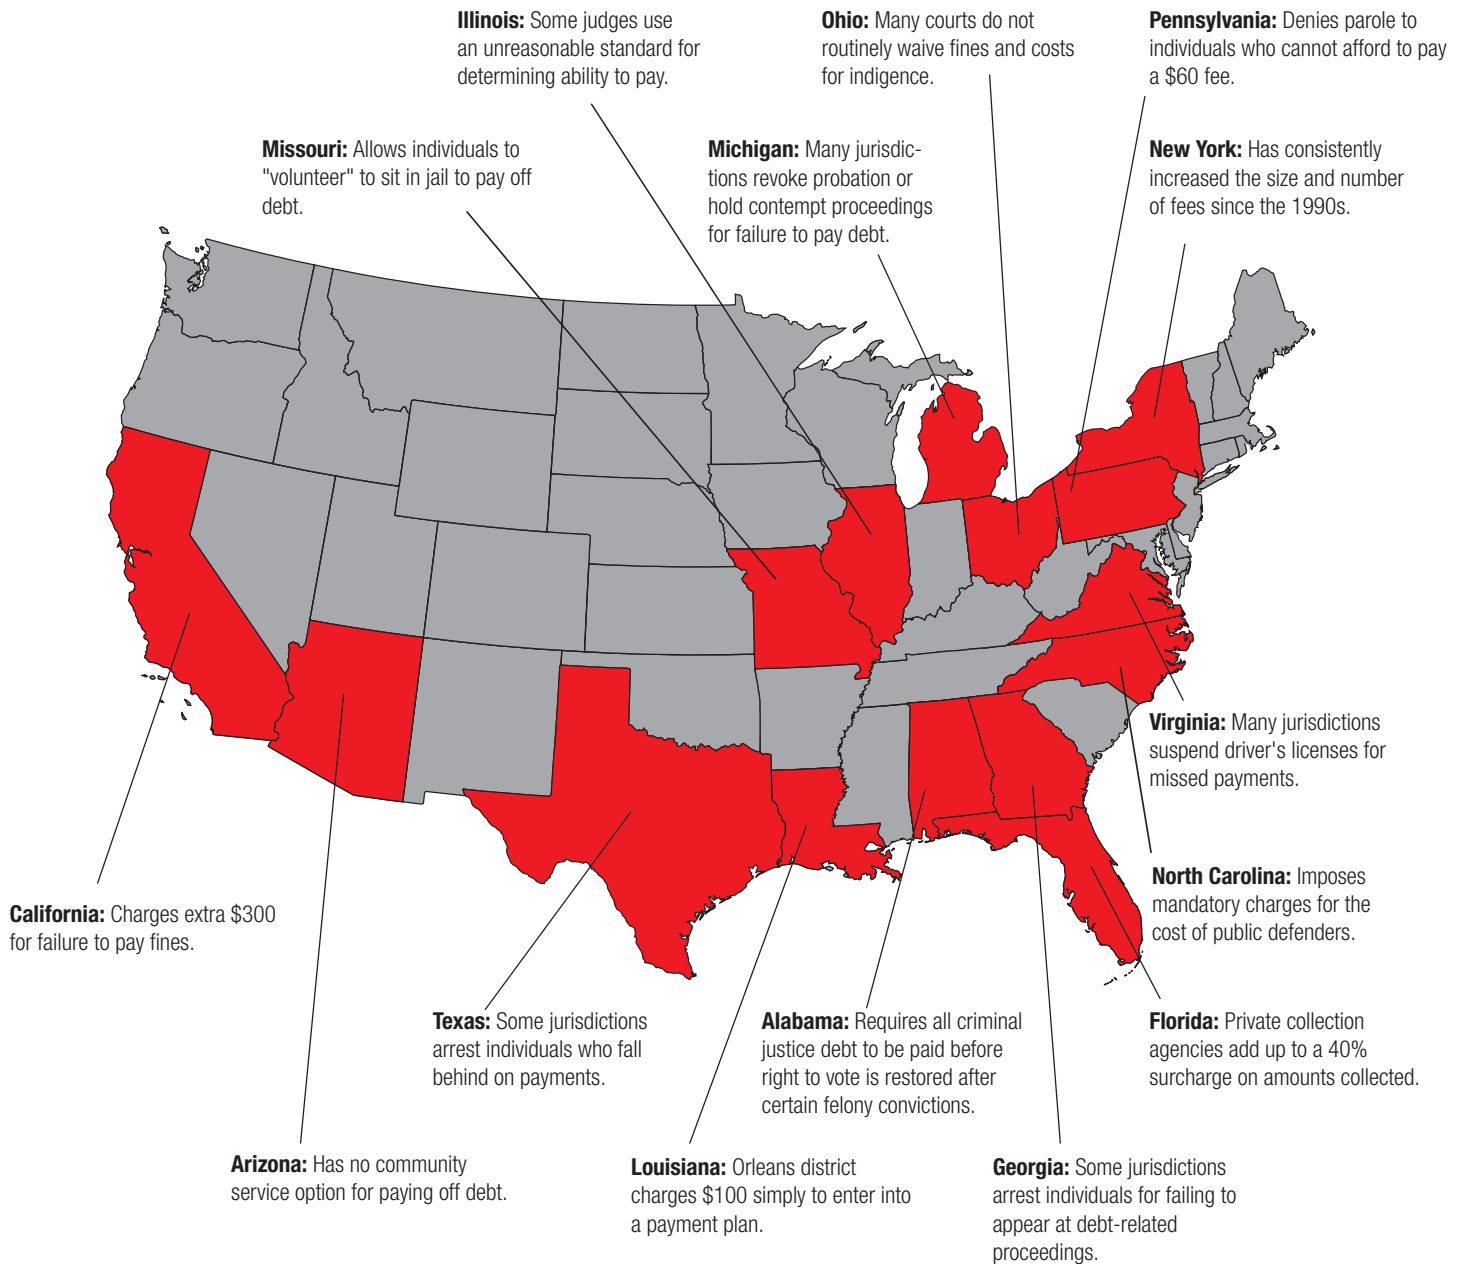 Illinois: Some judges use
an unreasonable standard for
determining ability to pay.
Ohio: Many courts do not
routinely waive fines and costs
for indigence.
Pennsylvania: Denies parole to
individuals who cannot afford to pay
a $60 fee.
Missouri: Allows individuals to
"volunteer" to sit in jail to pay off
debt.
Michigan: Many jurisdic-
tions revoke probation or
hold contempt proceedings
for failure to pay debt.
New York: Has consistently
increased the size and number
of fees since the 1990s.
Virginia: Many jurisdictions
suspend driver's licenses for
missed payments.
North Carolina: Imposes
mandatory charges for the
cost of public defenders.
California: Charges extra $300
for failure to pay fines.
Texas: Some jurisdictions
arrest individuals who fall
behind on payments.
Alabama: Requires all criminal
justice debt to be paid before
right to vote is restored after
certain felony convictions.
Florida: Private collection
agencies add up to a 40%
surcharge on amounts collected.
Arizona: Has no community
service option for paying off debt.
Louisiana: Orleans district
charges $100 simply to enter into
a payment plan.
Georgia: Some jurisdictions
arrest individuals for failing to
appear at debt-related
proceedings.